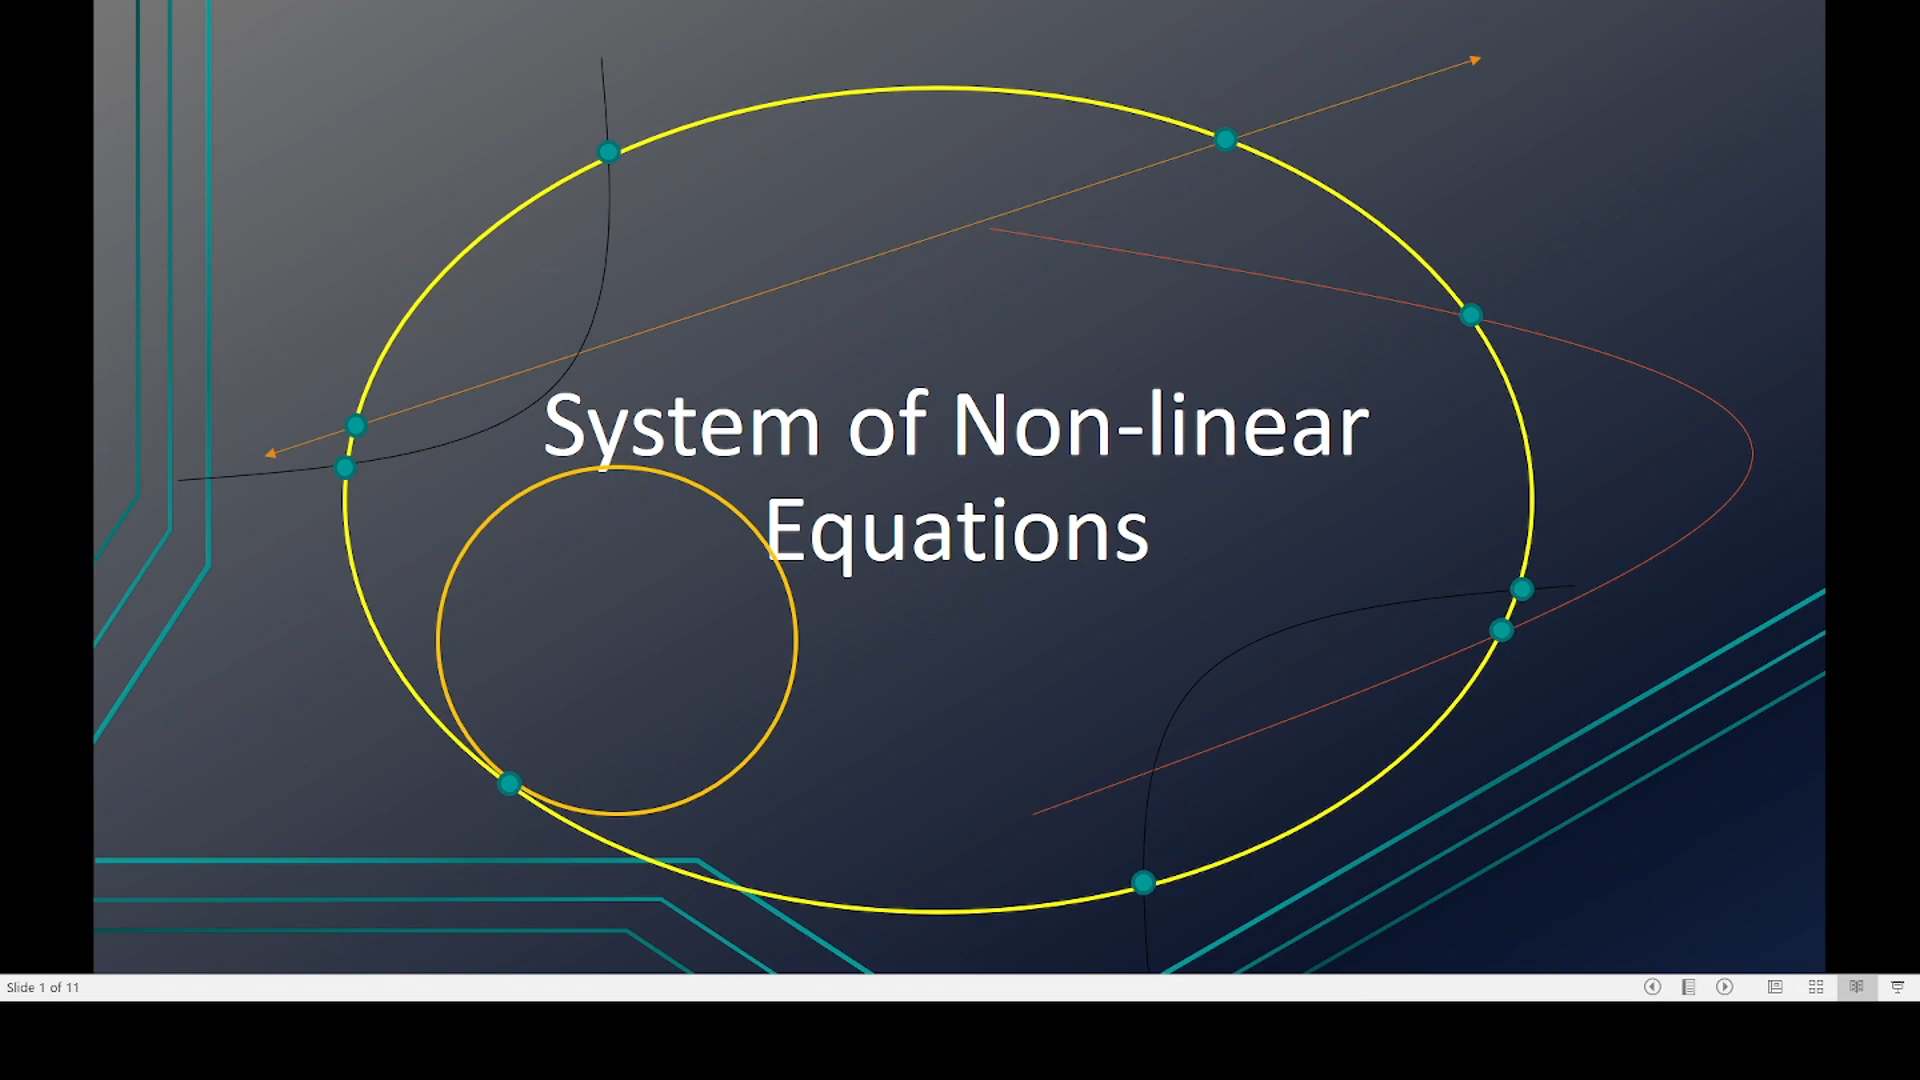 System of Non-linear
Equations
Slide 1 of 11